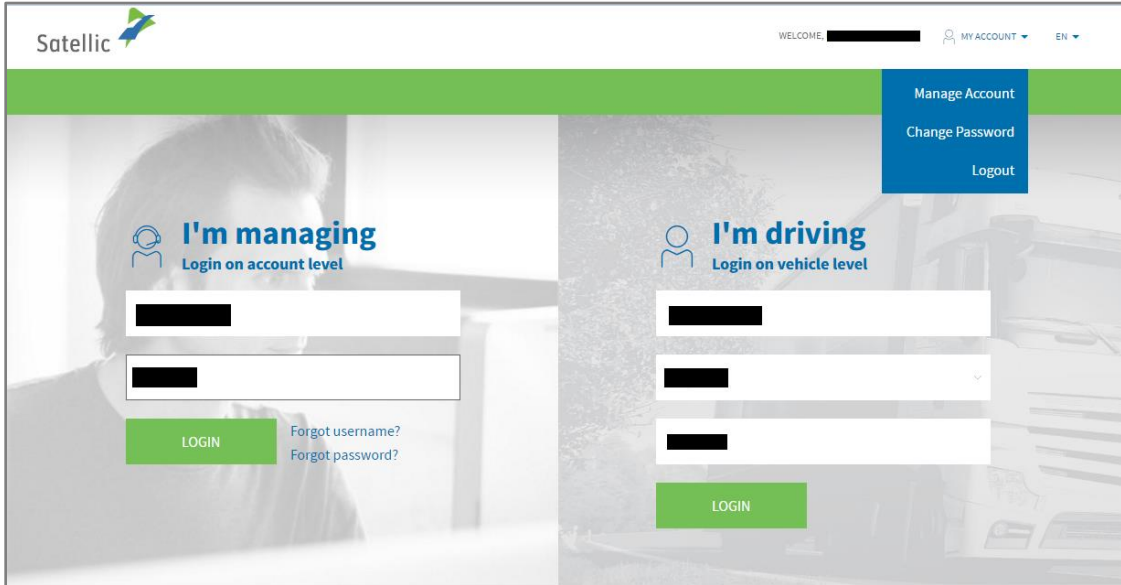 Satellic
WELCOME,
MY ACCOUNT
EN
Manage Account
Change Password
Logout
I'm managing
Login on account level
LOGIN
Forgot username?
Forgot password?
I'm driving
Login on vehicle level
LOGIN